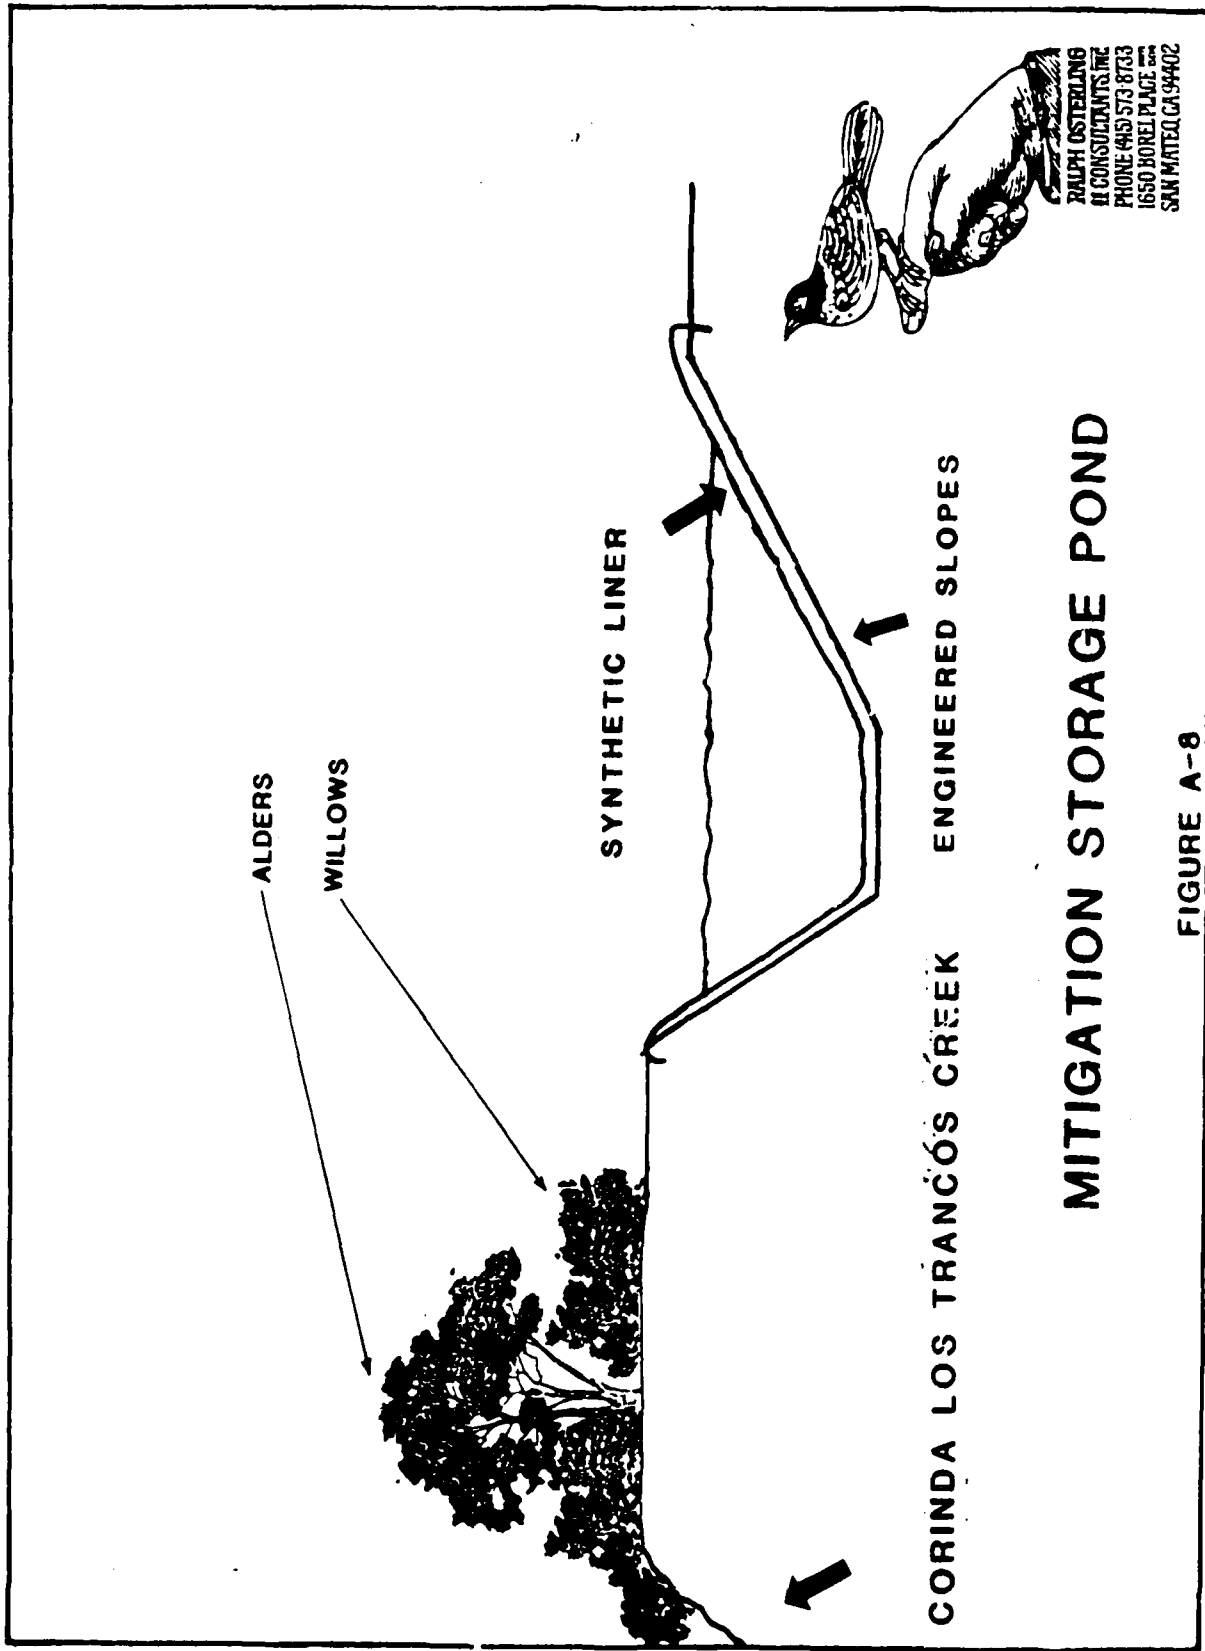 ALDERS
WILLOWS
SYNTHETIC LINER
CORINDA LOS TRANCOS CREEK
ENGINEERED SLOPES
MITIGATION STORAGE POND
FIGURE A-8
RALPH OSTERLING
CONSULTANTS, INC
PHONE (415) 573-8733
1650 BOREL PLACE
SAN MATEO, CA 94402